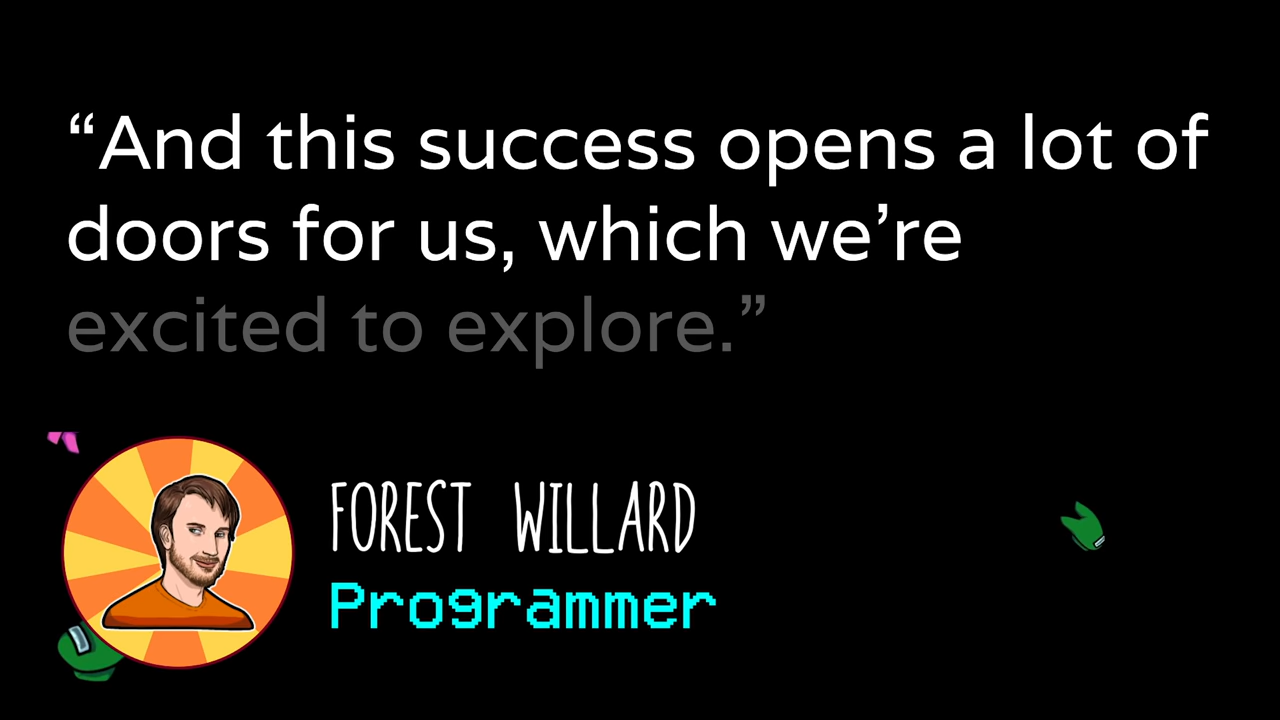 “And this success opens a lot of
doors for us, which we’re
excited to explore.”
FOREST WILLARD
Programmer